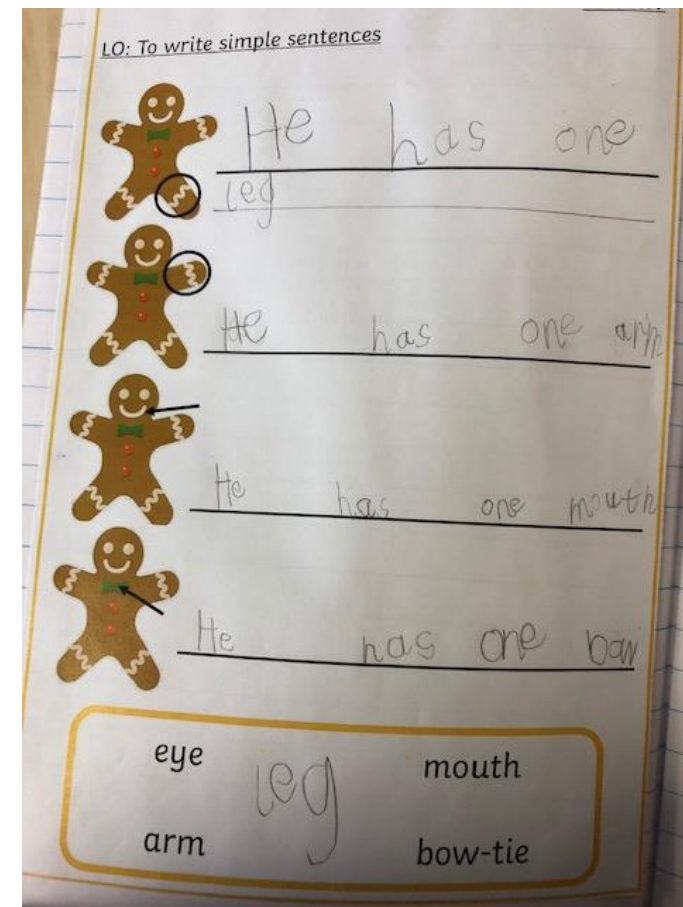 LO: To write simple sentences
He has one
leg
He has one arm
He has one mouth
He has one bow
eye leg mouth
arm bow-tie